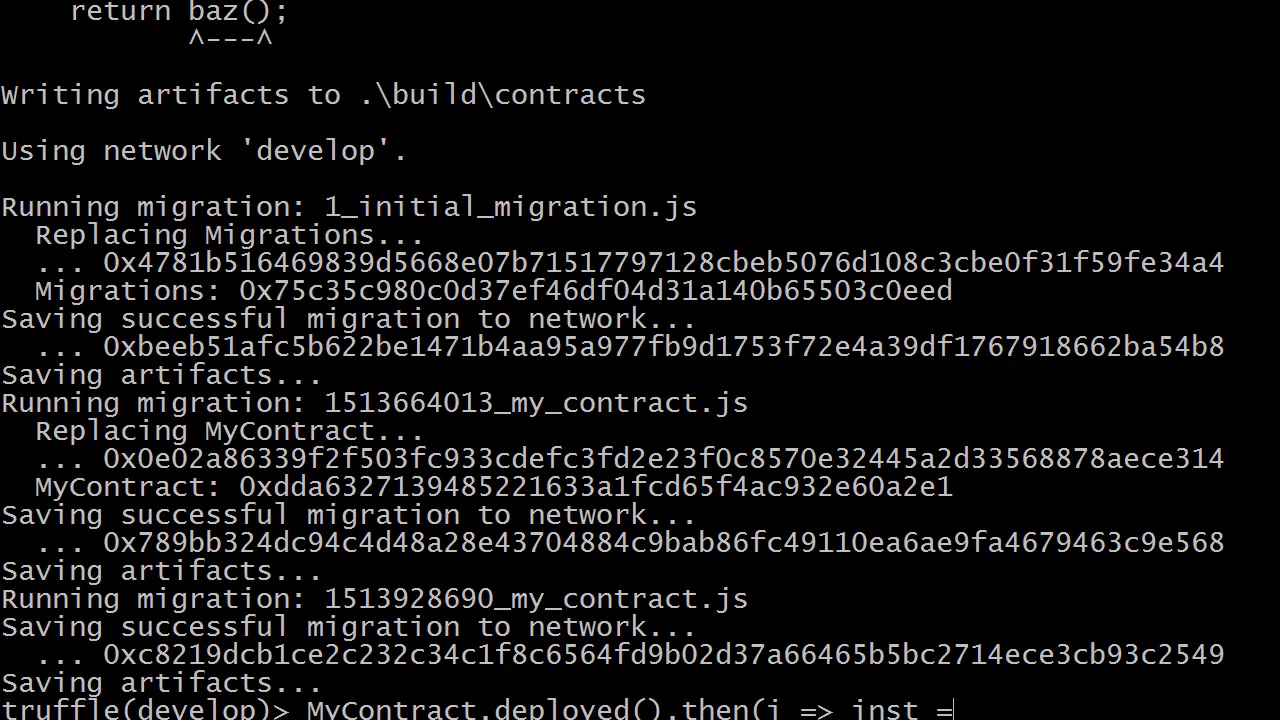 return baz();
^---^
Writing artifacts to .\build\contracts
Using network 'develop'.
Running migration: 1_initial_migration.js
Replacing Migrations...
... 0x4781b516469839d5668e07b71517797128cbeb5076d108c3cbe0f31f59fe34a4
Migrations: 0x75c35c980c0d37ef46df04d31a140b65503c0eed
Saving successful migration to network...
... 0xbeeb51afc5b622be1471b4aa95a977fb9d1753f72e4a39df1767918662ba54b8
Saving artifacts...
Running migration: 1513664013_my_contract.js
Replacing MyContract...
... 0x0e02a86339f2f503fc933cdefc3fd2e23f0c8570e32445a2d33568878aece314
MyContract: 0xdda6327139485221633a1fcd65f4ac932e60a2e1
Saving successful migration to network...
... 0x789bb324dc94c4d48a28e43704884c9bab86fc49110ea6ae9fa4679463c9e568
Saving artifacts...
Running migration: 1513928690_my_contract.js
Saving successful migration to network...
... 0xc8219dcb1ce2c232c34c1f8c6564fd9b02d37a66465b5bc2714ece3cb93c2549
Saving artifacts...
truffle(develop)> MyContract.deployed().then(i => inst =